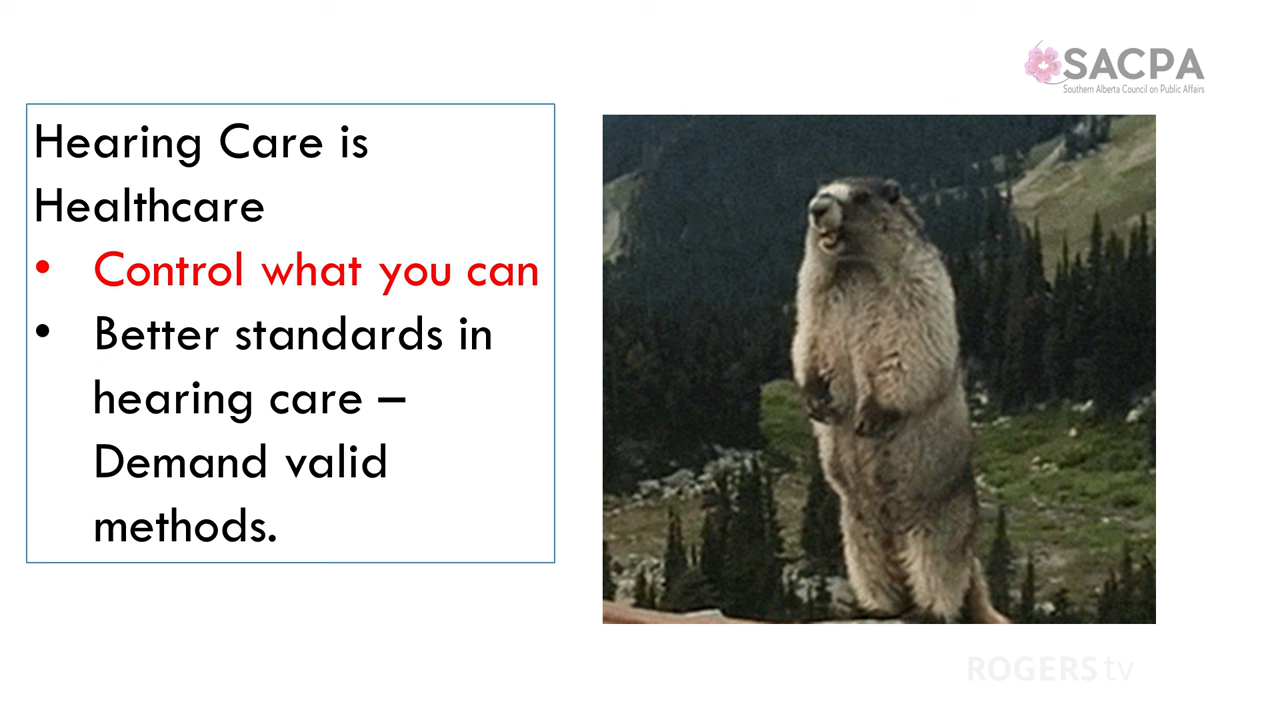 SACPA
Southern Alberta Council on Public Affairs
Hearing Care is
Healthcare
• Control what you can
• Better standards in
hearing care –
Demand valid
methods.
ROGERS tv